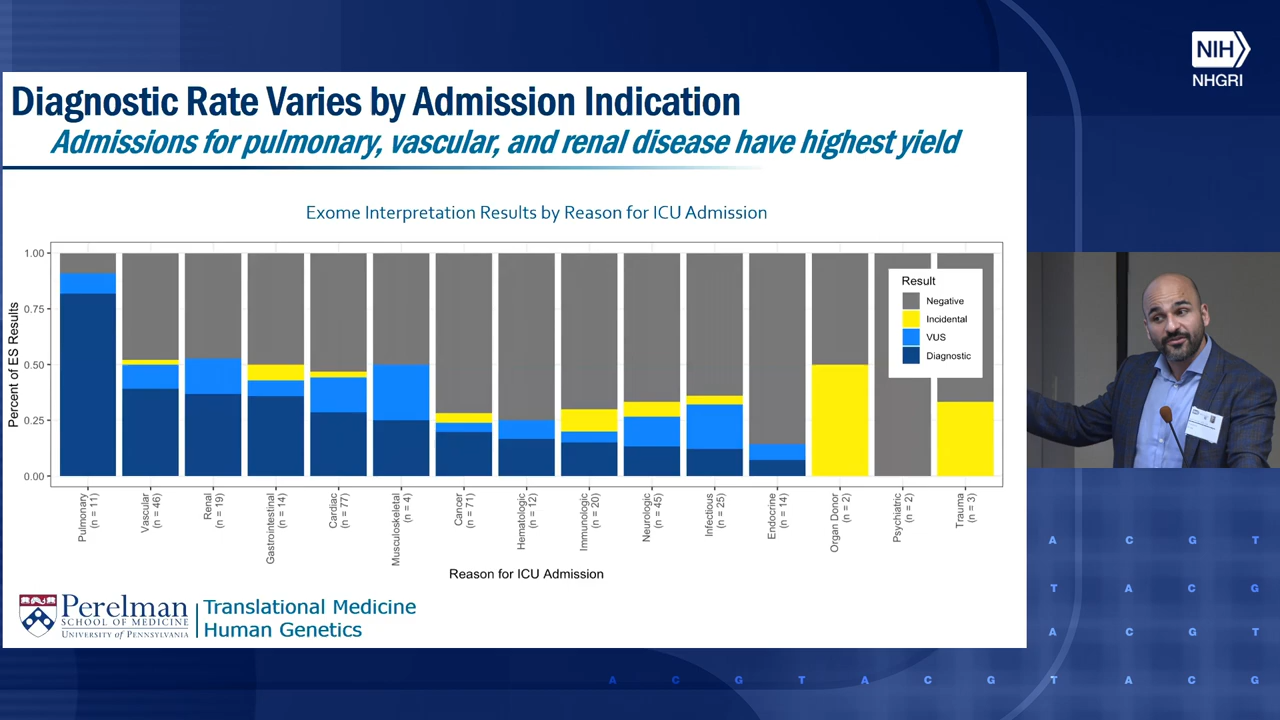 NIH
NHGRI
Diagnostic Rate Varies by Admission Indication
Admissions for pulmonary, vascular, and renal disease have highest yield
Exome Interpretation Results by Reason for ICU Admission
Percent of ES Results
1.00
0.75
0.50
0.25
0.00
Result
Negative
Incidental
VUS
Diagnostic
Pulmonary
(n = 11)
Vascular
(n = 46)
Renal
(n = 19)
Gastrointestinal
(n = 14)
Cardiac
(n = 77)
Musculoskeletal
(n = 4)
Cancer
(n = 71)
Hematologic
(n = 12)
Immunologic
(n = 20)
Neurologic
(n = 45)
Infectious
(n = 25)
Endocrine
(n = 14)
Organ Donor
(n = 2)
Psychiatric
(n = 2)
Trauma
(n = 3)
Reason for ICU Admission
Perelman
SCHOOL OF MEDICINE
UNIVERSITY of PENNSYLVANIA
Translational Medicine
Human Genetics
A C G T
T A C G
A C G T
A C G T A C G T A C G